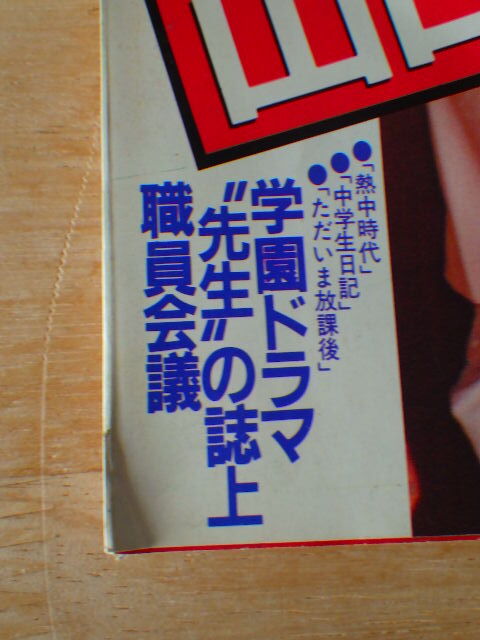 ●「熱中時代」
●「中学生日記」
●「ただいま放課後」
学園ドラマ
〝先生〟の誌上
職員会議